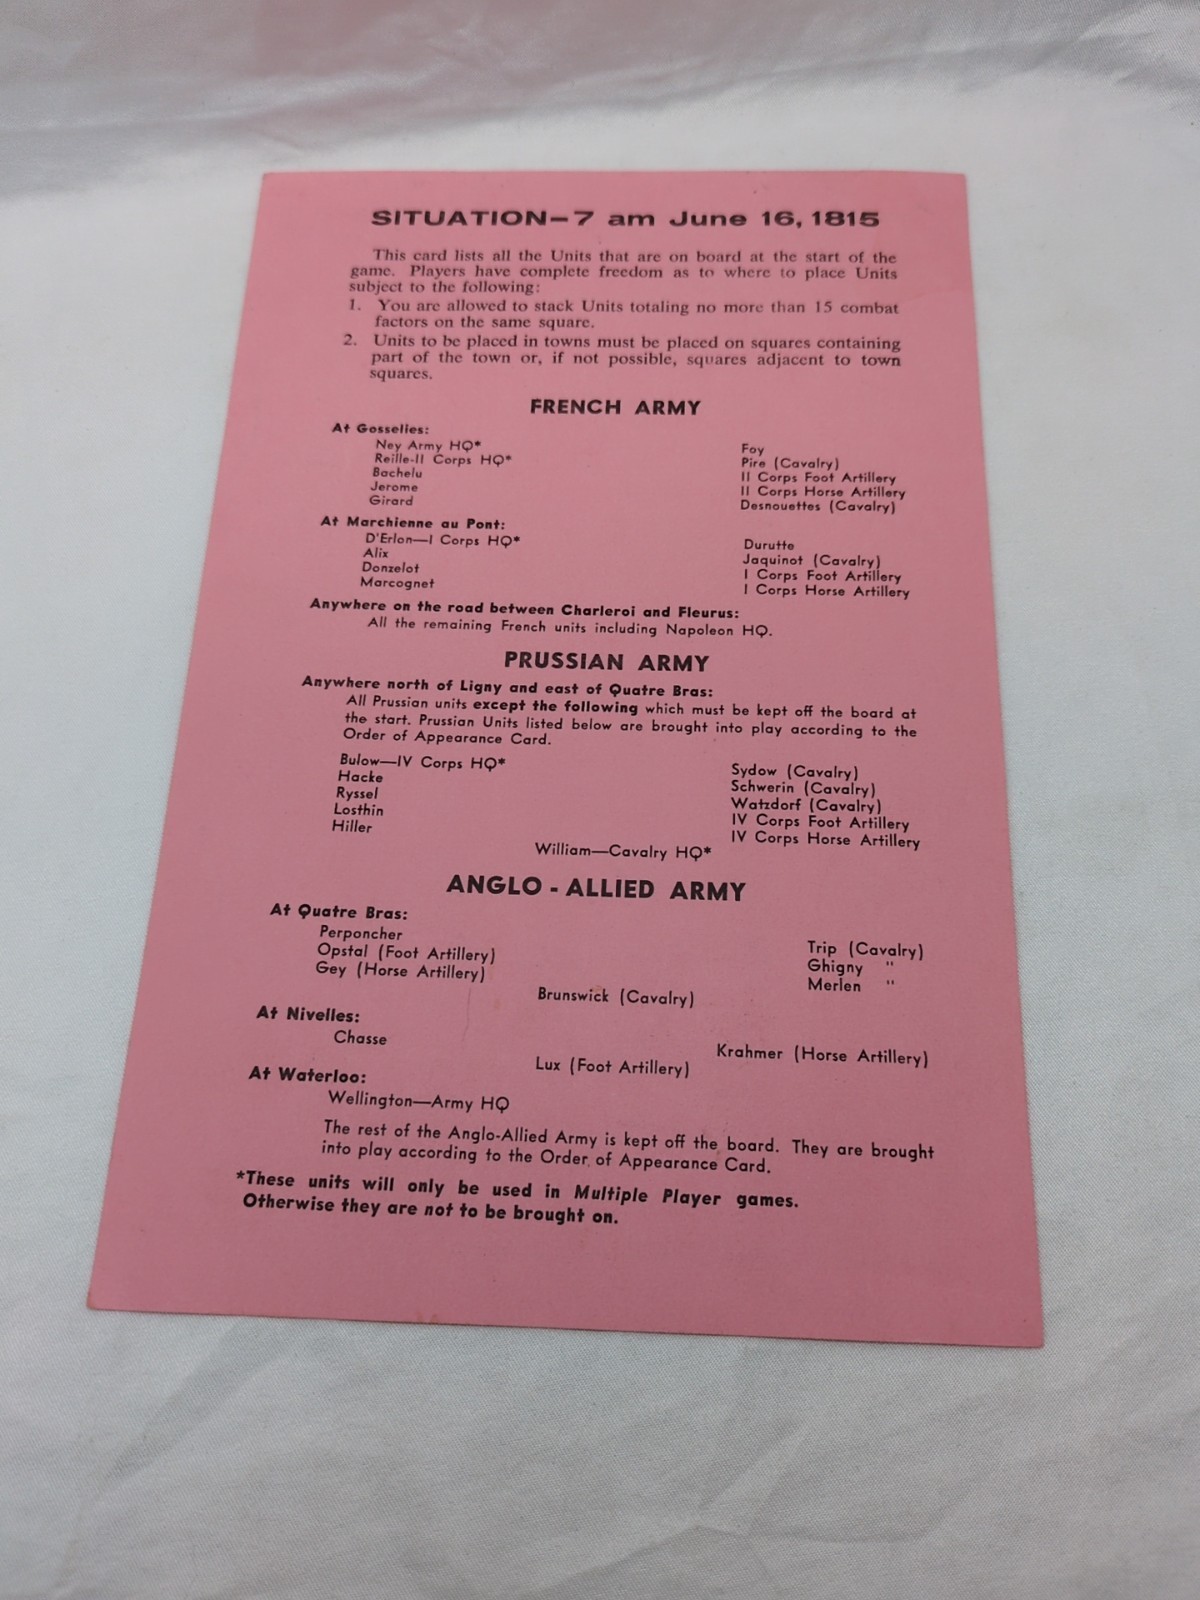 SITUATION—7 am June 16, 1815
This card lists all the Units that are on board at the start of the
game. Players have complete freedom as to where to place Units
subject to the following:
1. You are allowed to stack Units totaling no more than 15 combat
factors on the same square.
2. Units to be placed in towns must be placed on squares containing
part of the town or, if not possible, squares adjacent to town
squares.
FRENCH ARMY
At Gosselies:
Ney Army HQ*
Reille-II Corps HQ*
Bachelu
Jerome
Girard
Foy
Pire (Cavalry)
II Corps Foot Artillery
II Corps Horse Artillery
Desnouettes (Cavalry)
At Marchienne au Pont:
D'Erlon—I Corps HQ*
Alix
Donzelot
Marcognet
Durutte
Jaquinot (Cavalry)
I Corps Foot Artillery
I Corps Horse Artillery
Anywhere on the road between Charleroi and Fleurus:
All the remaining French units including Napoleon HQ.
PRUSSIAN ARMY
Anywhere north of Ligny and east of Quatre Bras:
All Prussian units except the following which must be kept off the board at
the start. Prussian Units listed below are brought into play according to the
Order of Appearance Card.
Bulow—IV Corps HQ*
Hacke
Ryssel
Losthin
Hiller
Sydow (Cavalry)
Schwerin (Cavalry)
Watzdorf (Cavalry)
IV Corps Foot Artillery
IV Corps Horse Artillery
William—Cavalry HQ*
ANGLO - ALLIED ARMY
At Quatre Bras:
Perponcher
Opstal (Foot Artillery)
Gey (Horse Artillery)
Trip (Cavalry)
Ghigny "
Merlen "
Brunswick (Cavalry)
At Nivelles:
Chasse
Krahmer (Horse Artillery)
Lux (Foot Artillery)
At Waterloo:
Wellington—Army HQ
The rest of the Anglo-Allied Army is kept off the board. They are brought
into play according to the Order of Appearance Card.
*These units will only be used in Multiple Player games.
Otherwise they are not to be brought on.